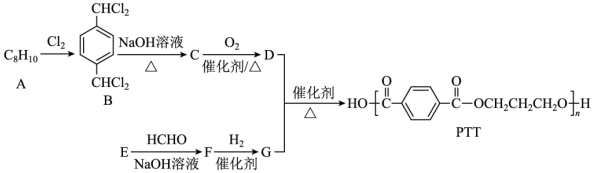 CHCl₂
C₈H₁₀ Cl₂ NaOH溶液 △ C O₂ 催化剂/△ D
A
CHCl₂
B
催化剂 △
HO[C(=O) C(=O)—OCH₂CH₂CH₂O]ₙH
PTT
E HCHO NaOH溶液 F H₂ 催化剂 G